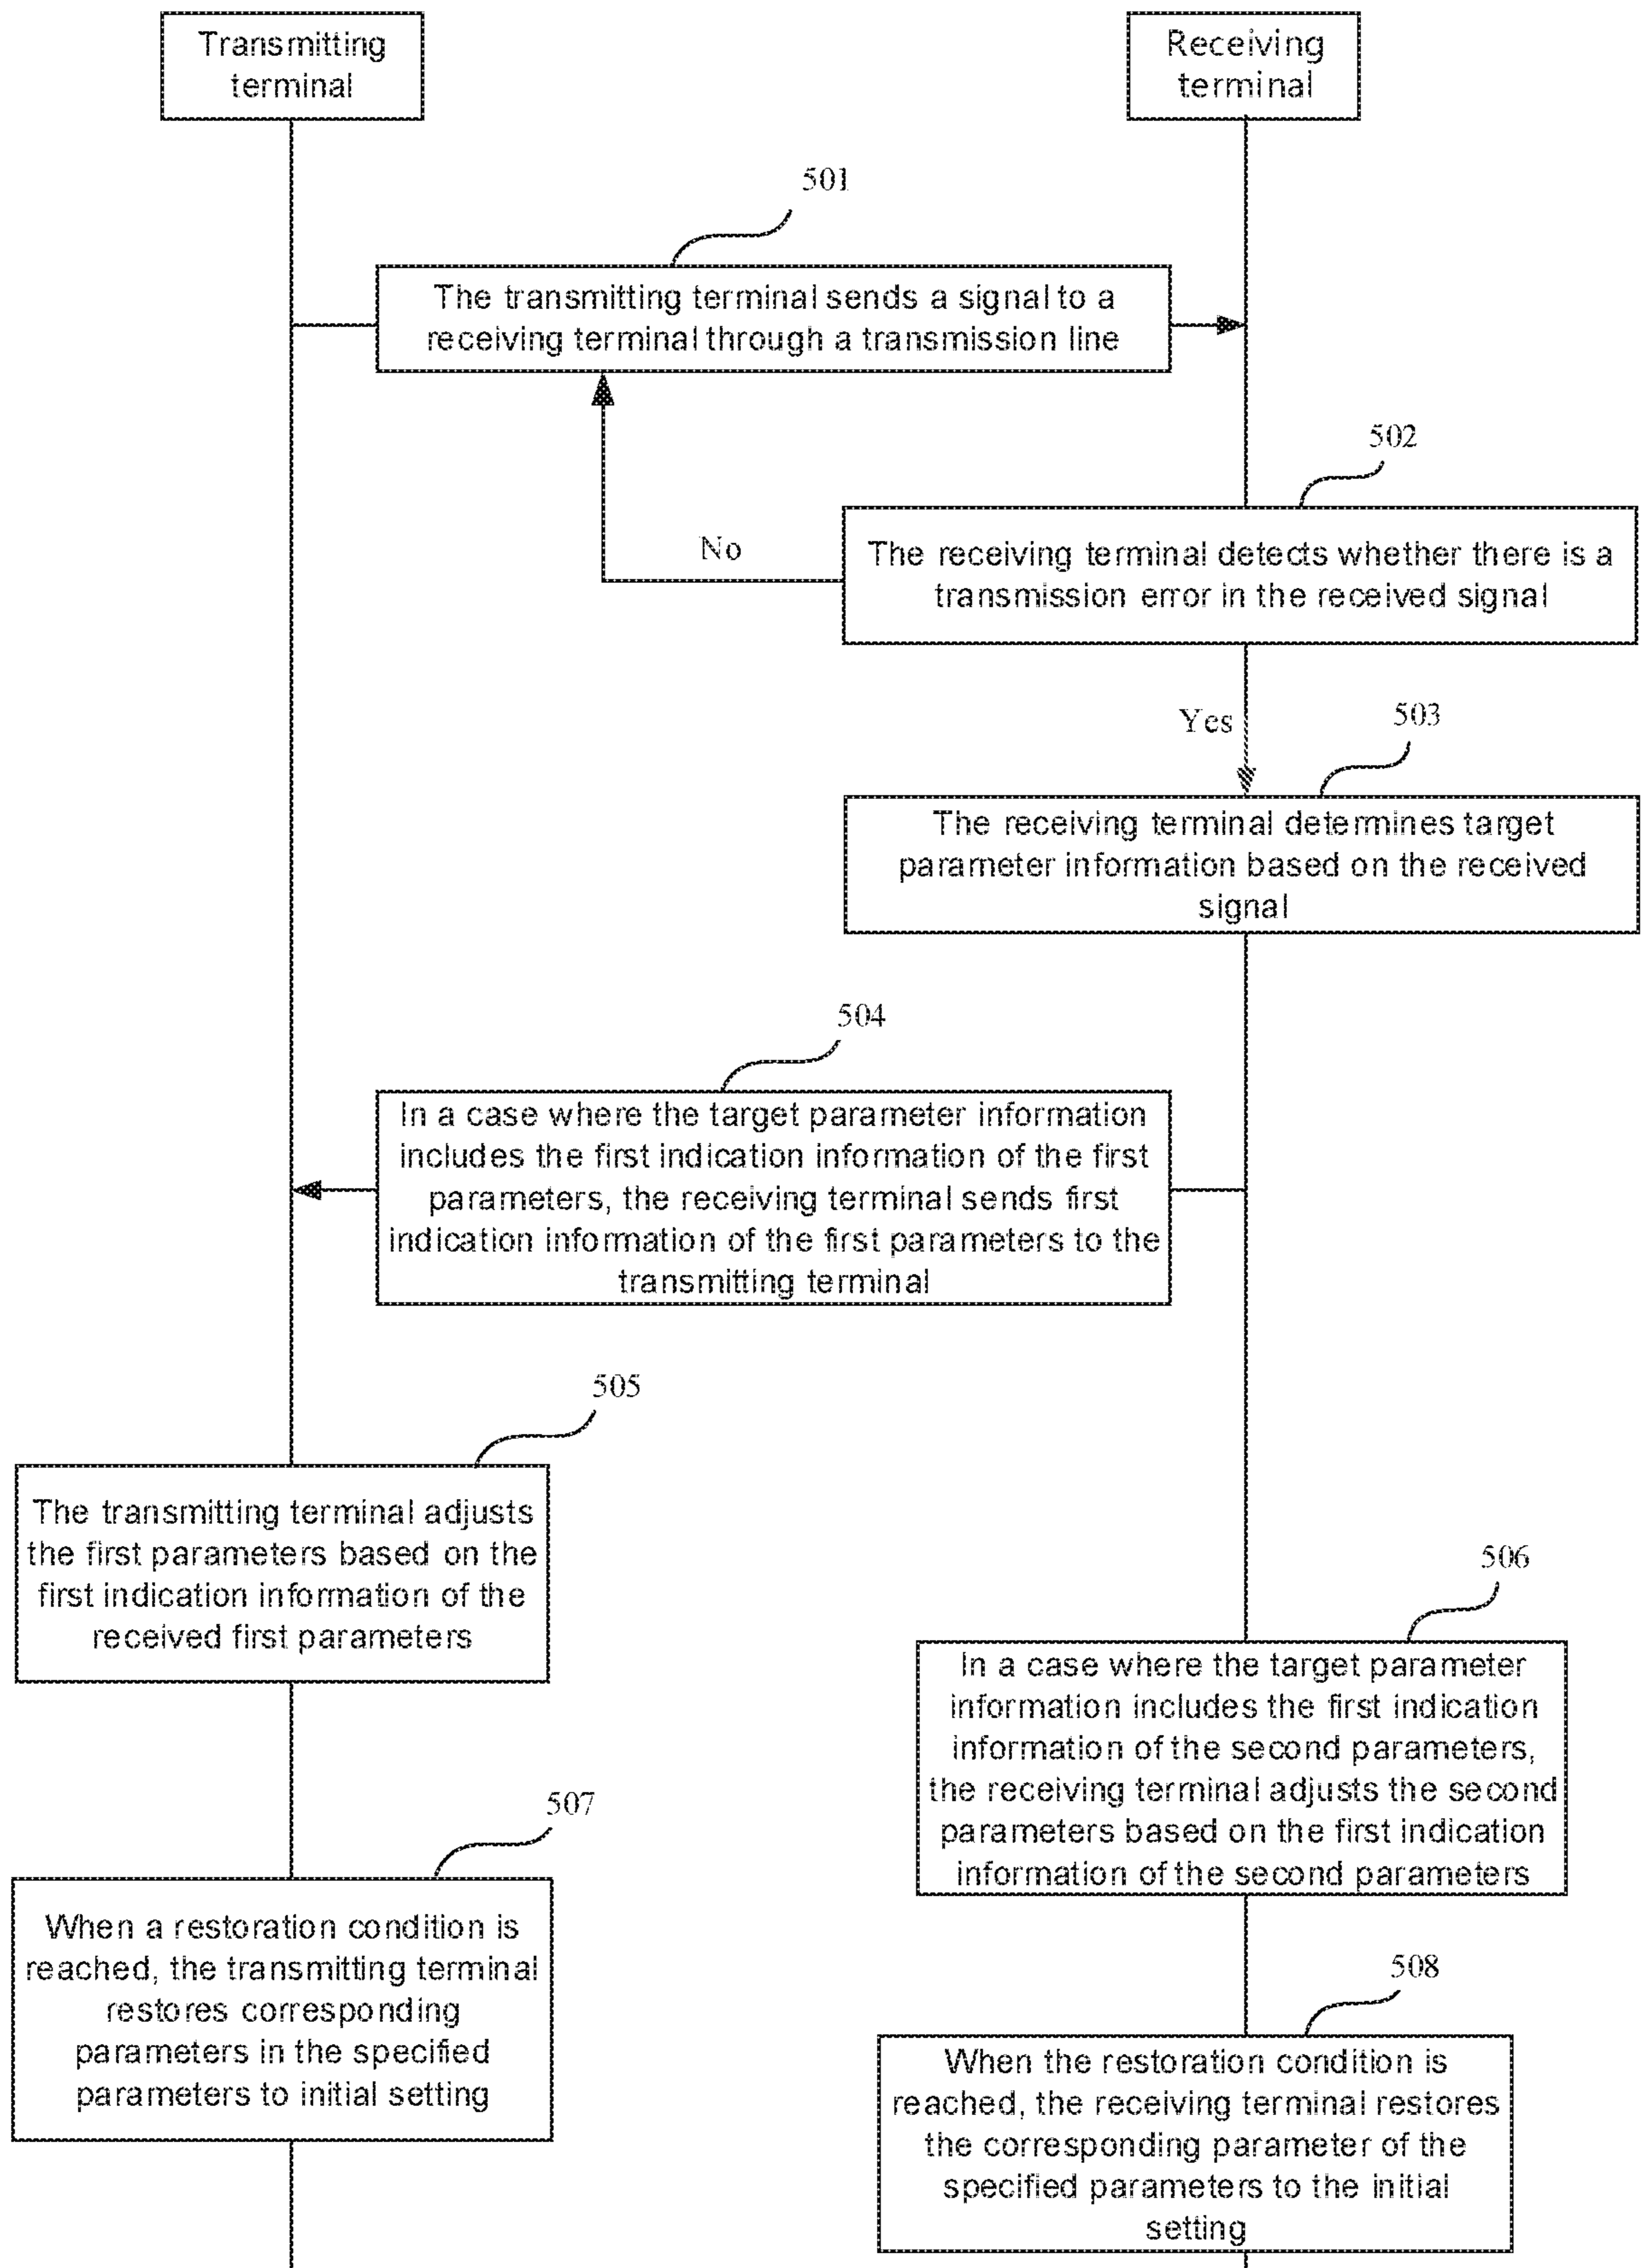 Transmitting
terminal
Receiving
terminal
501
The transmitting terminal sends a signal to a
receiving terminal through a transmission line
502
No
The receiving terminal detects whether there is a
transmission error in the received signal
Yes
503
The receiving terminal determines target
parameter information based on the received
signal
504
In a case where the target parameter information
includes the first indication information of the first
parameters, the receiving terminal sends first
indication information of the first parameters to the
transmitting terminal
505
The transmitting terminal adjusts
the first parameters based on the
first indication information of the
received first parameters
506
In a case where the target parameter
information includes the first indication
information of the second parameters,
the receiving terminal adjusts the second
parameters based on the first indication
information of the second parameters
507
When a restoration condition is
reached, the transmitting terminal
restores corresponding
parameters in the specified
parameters to initial setting
508
When the restoration condition is
reached, the receiving terminal restores
the corresponding parameter of the
specified parameters to the initial
setting